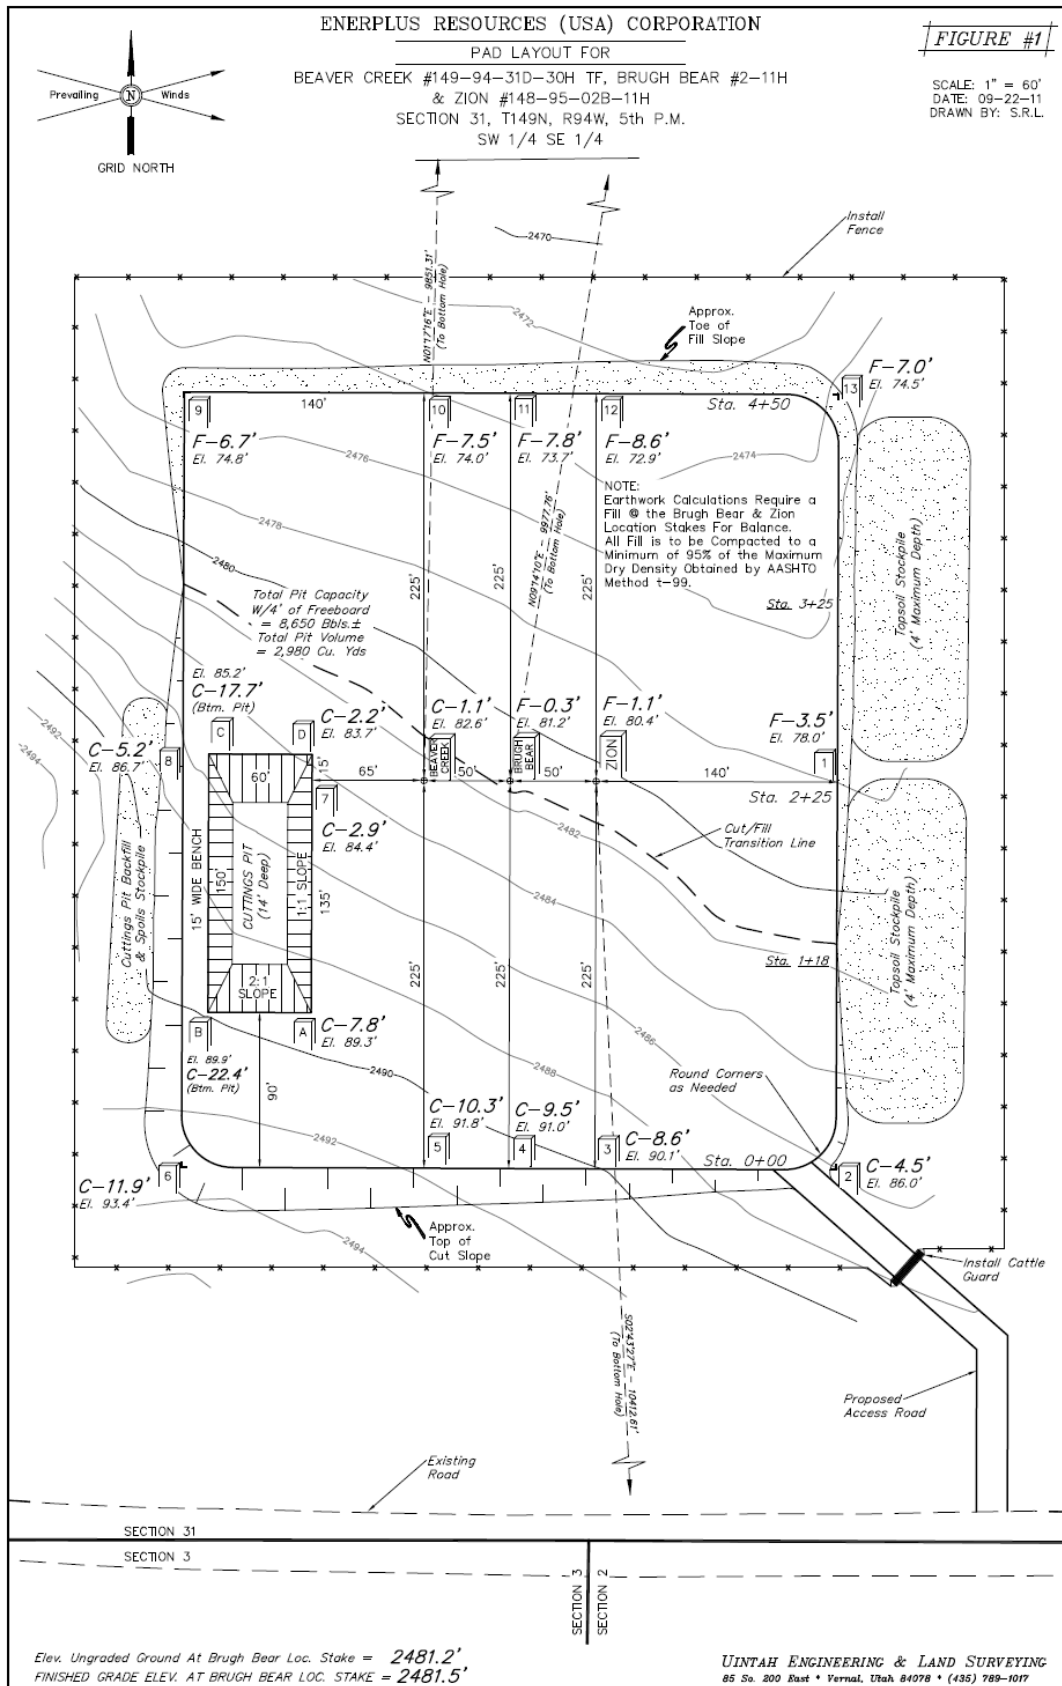 ENERPLUS RESOURCES (USA) CORPORATION
PAD LAYOUT FOR
BEAVER CREEK #149-94-31D-30H TF, BRUGH BEAR #2-11H
& ZION #148-95-02B-11H
SECTION 31, T149N, R94W, 5th P.M.
SW 1/4 SE 1/4
FIGURE #1
SCALE: 1" = 60'
DATE: 09-22-11
DRAWN BY: S.R.L.
Prevailing
N
Winds
GRID NORTH
2470
Install
Fence
N01°17'16"E - 9851.31'
(To Bottom Hole)
2472
Approx.
Toe of
Fill Slope
13
F-7.0'
El. 74.5'
9
140'
10
11
12
Sta. 4+50
F-6.7'
El. 74.8'
F-7.5'
El. 74.0'
F-7.8'
El. 73.7'
F-8.6'
El. 72.9'
2476
2474
NOTE:
Earthwork Calculations Require a
Fill @ the Brugh Bear & Zion
Location Stakes For Balance.
All Fill is to be Compacted to a
Minimum of 95% of the Maximum
Dry Density Obtained by AASHTO
Method t-99.
N09°14'10"E - 9977.76'
(To Bottom Hole)
2478
2480
225'
225'
225'
Sta. 3+25
Topsoil Stockpile
(4' Maximum Depth)
Total Pit Capacity
W/4' of Freeboard
= 8,650 Bbls.±
Total Pit Volume
= 2,980 Cu. Yds
El. 85.2'
C-17.7'
(Btm. Pit)
C
D
C-2.2'
El. 83.7'
C-1.1'
El. 82.6'
F-0.3'
El. 81.2'
F-1.1'
El. 80.4'
F-3.5'
El. 78.0'
2492
2494
C-5.2'
El. 86.7'
8
BEAVER
CREEK
BRUGH
BEAR
ZION
1
60'
15'
65'
50'
50'
140'
Sta. 2+25
7
C-2.9'
El. 84.4'
2482
Cut/Fill
Transition Line
15' WIDE BENCH
150'
CUTTINGS PIT
(14' Deep)
1:1 SLOPE
135'
Cuttings Pit Backfill
& Spoils Stockpile
2484
Topsoil Stockpile
(4' Maximum Depth)
2:1
SLOPE
225'
225'
225'
Sta. 1+18
B
A
C-7.8'
El. 89.3'
2486
El. 89.9'
C-22.4'
(Btm. Pit)
90'
2490
2488
Round Corners
as Needed
C-10.3'
El. 91.8'
C-9.5'
El. 91.0'
2492
5
4
3
C-8.6'
El. 90.1'
Sta. 0+00
6
2
C-4.5'
El. 86.0'
C-11.9'
El. 93.4'
2494
Approx.
Top of
Cut Slope
Install Cattle
Guard
S02°43'27"E - 10412.61'
(To Bottom Hole)
Proposed
Access Road
Existing
Road
SECTION 31
SECTION 3
SECTION 3
SECTION 2
Elev. Ungraded Ground At Brugh Bear Loc. Stake = 2481.2'
FINISHED GRADE ELEV. AT BRUGH BEAR LOC. STAKE = 2481.5'
UINTAH ENGINEERING & LAND SURVEYING
85 So. 200 East * Vernal, Utah 84078 * (435) 789-1017